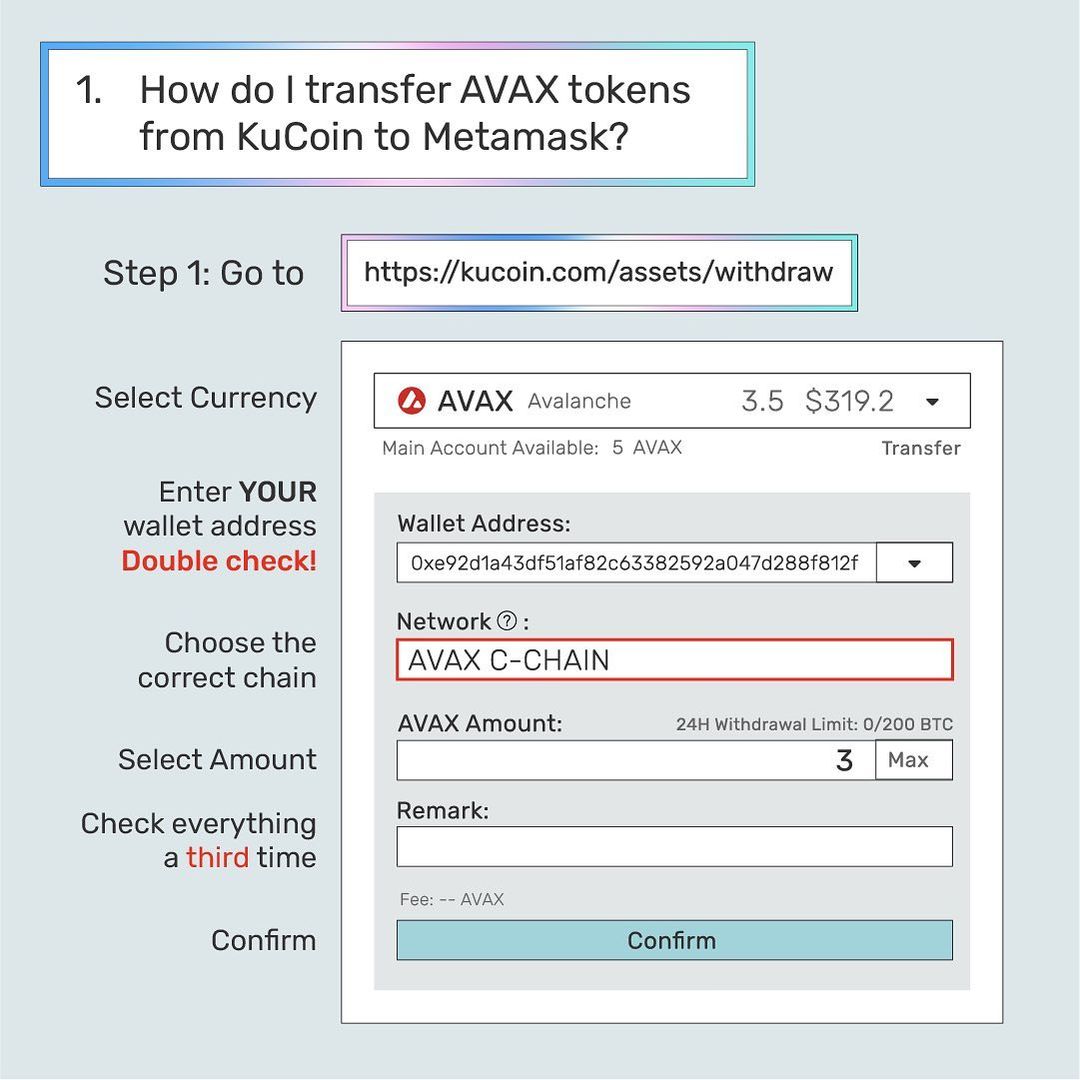 1. How do I transfer AVAX tokens
from KuCoin to Metamask?
Step 1: Go to
https://kucoin.com/assets/withdraw
Select Currency
AVAX Avalanche 3.5 $319.2
Main Account Available: 5 AVAX Transfer
Enter YOUR
wallet address
Double check!
Wallet Address:
0xe92d1a43df51af82c63382592a047d288f812f
Choose the
correct chain
Network ? :
AVAX C-CHAIN
AVAX Amount: 24H Withdrawal Limit: 0/200 BTC
Select Amount
3 Max
Check everything
a third time
Remark:
Fee: -- AVAX
Confirm
Confirm